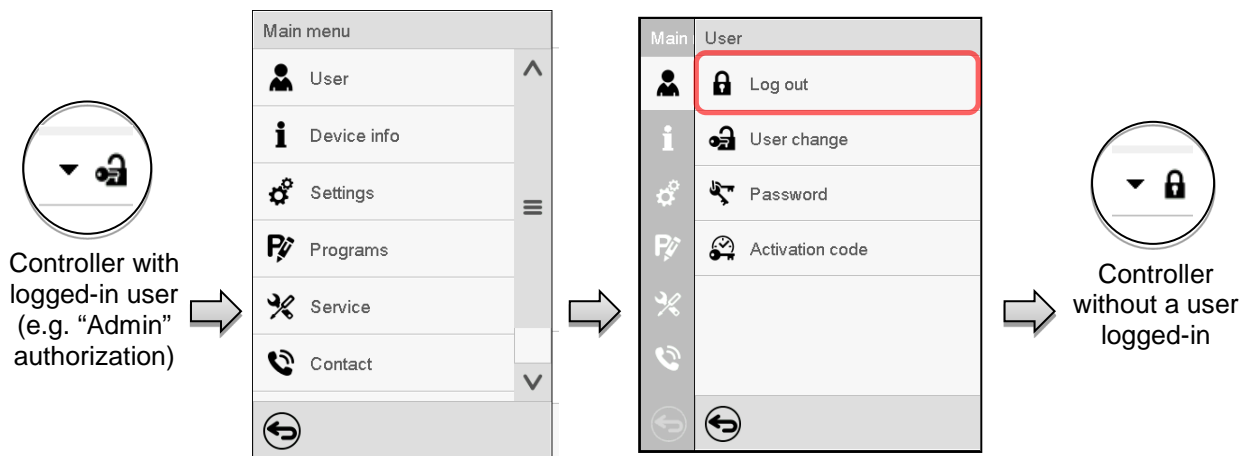 Controller with
logged-in user
(e.g. “Admin”
authorization)
Main menu
User
Device info
Settings
Programs
Service
Contact
Main
User
Log out
User change
Password
Activation code
Controller
without a user
logged-in